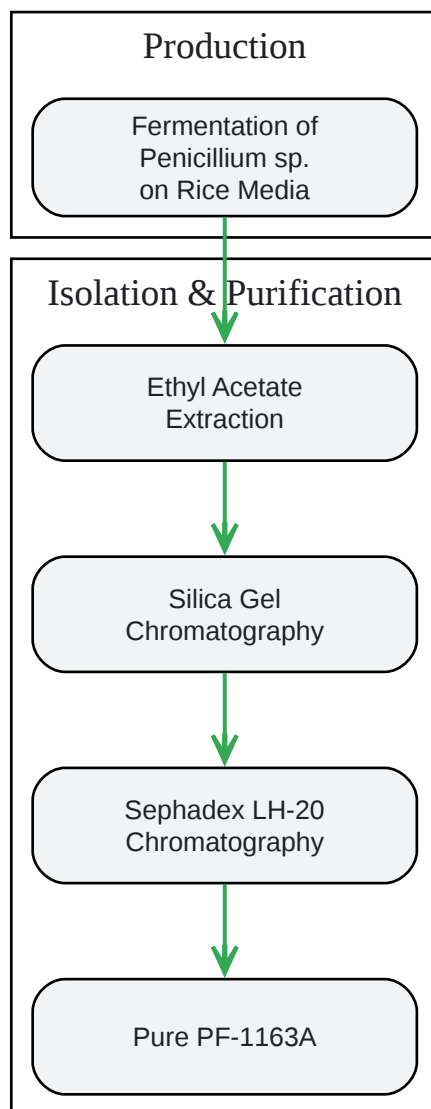 Production
Fermentation of
Penicillium sp.
on Rice Media
Isolation & Purification
Ethyl Acetate
Extraction
Silica Gel
Chromatography
Sephadex LH-20
Chromatography
Pure PF-1163A